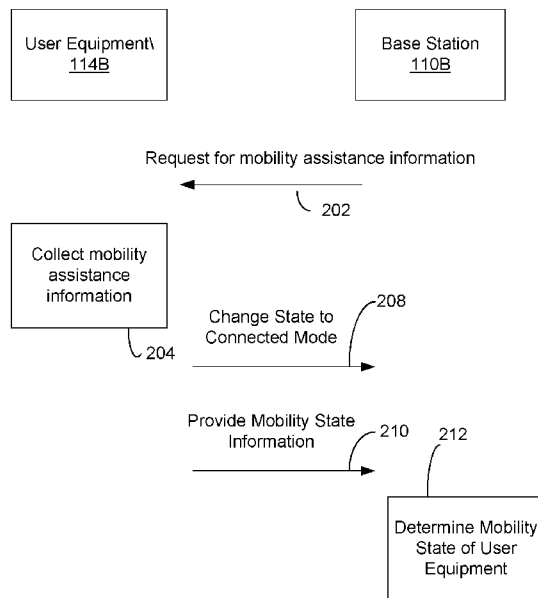 User Equipment\
114B
Base Station
110B
Request for mobility assistance information
202
Collect mobility
assistance
information
204
Change State to
Connected Mode
208
Provide Mobility State
Information
210
212
Determine Mobility
State of User
Equipment